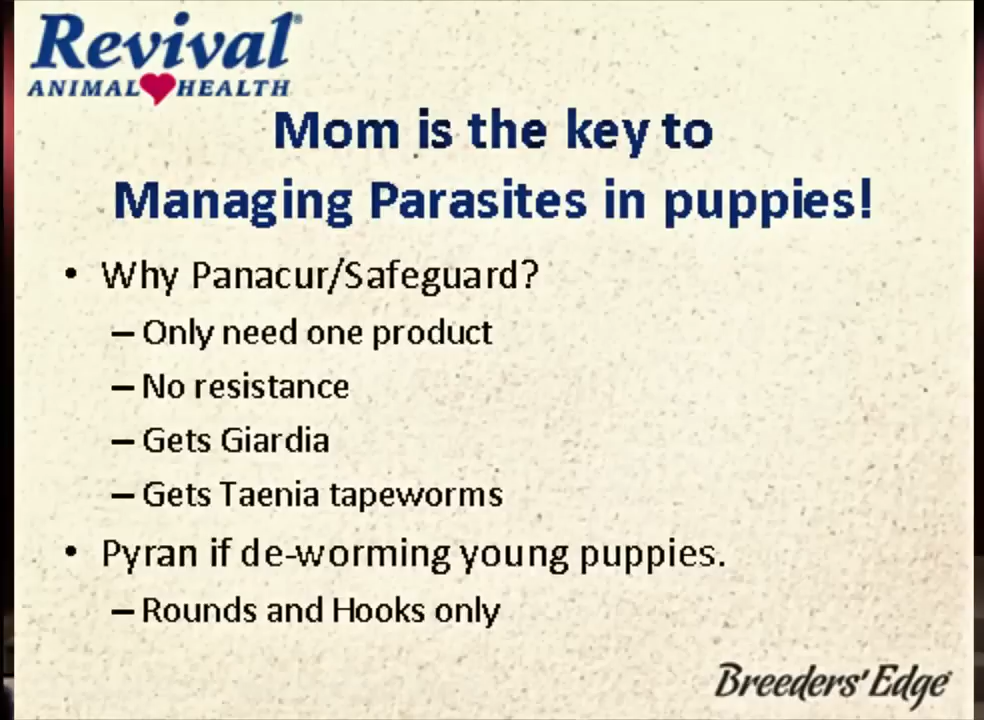 Revival®
ANIMAL HEALTH
Mom is the key to
Managing Parasites in puppies!
• Why Panacur/Safeguard?
– Only need one product
– No resistance
– Gets Giardia
– Gets Taenia tapeworms
• Pyran if de-worming young puppies.
– Rounds and Hooks only
Breeders' Edge